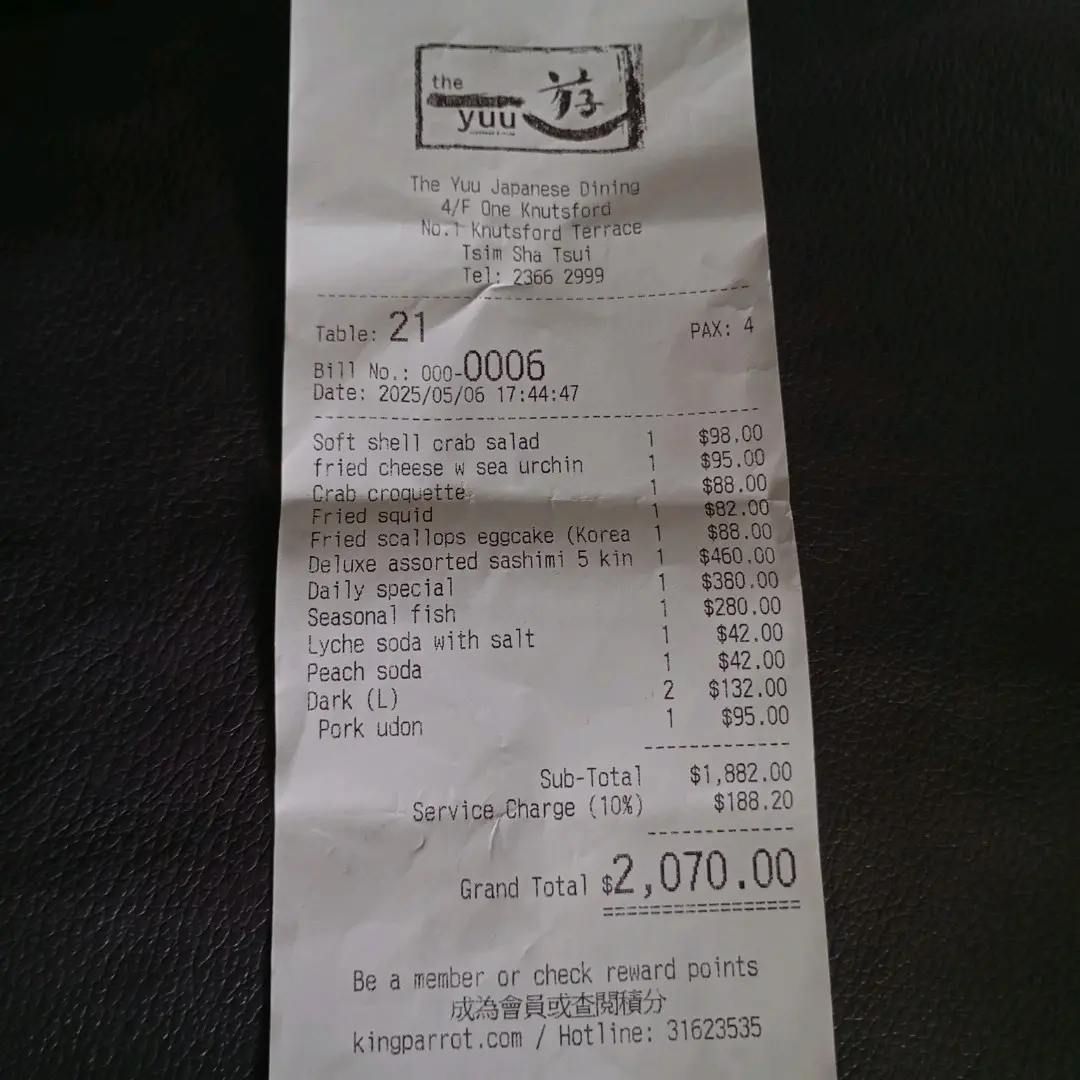 the
yuu
游
The Yuu Japanese Dining
4/F One Knutsford
No.1 Knutsford Terrace
Tsim Sha Tsui
Tel: 2366 2999
Table: 21 PAX: 4
Bill No.: 000-0006
Date: 2025/05/06 17:44:47
Soft shell crab salad 1 $98.00
fried cheese w sea urchin 1 $95.00
Crab croquette 1 $88.00
Fried squid 1 $82.00
Fried scallops eggcake (Korea 1 $88.00
Deluxe assorted sashimi 5 kin 1 $460.00
Daily special 1 $380.00
Seasonal fish 1 $280.00
Lyche soda with salt 1 $42.00
Peach soda 1 $42.00
Dark (L) 2 $132.00
Pork udon 1 $95.00
Sub-Total $1,882.00
Service Charge (10%) $188.20
Grand Total $2,070.00
Be a member or check reward points
成為會員或查閱積分
kingparrot.com / Hotline: 31623535